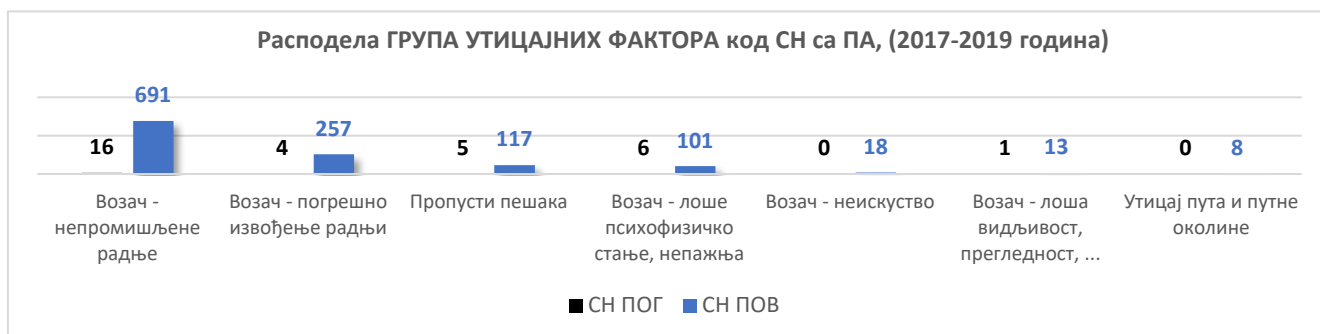 Расподела ГРУПА УТИЦАЈНИХ ФАКТОРА код СН са ПА, (2017-2019 година)
691
16
257
4
117
5
101
6
0
18
1
13
0
8
Возач -
непромишљене
радње
Возач - погрешно
извођење радњи
Пропусти пешака
Возач - лоше
психофизичко
стање, непажња
Возач - неискуство
Возач - лоша
видљивост,
прегледност, ...
Утицај пута и путне
околине
СН ПОГ
СН ПОВ